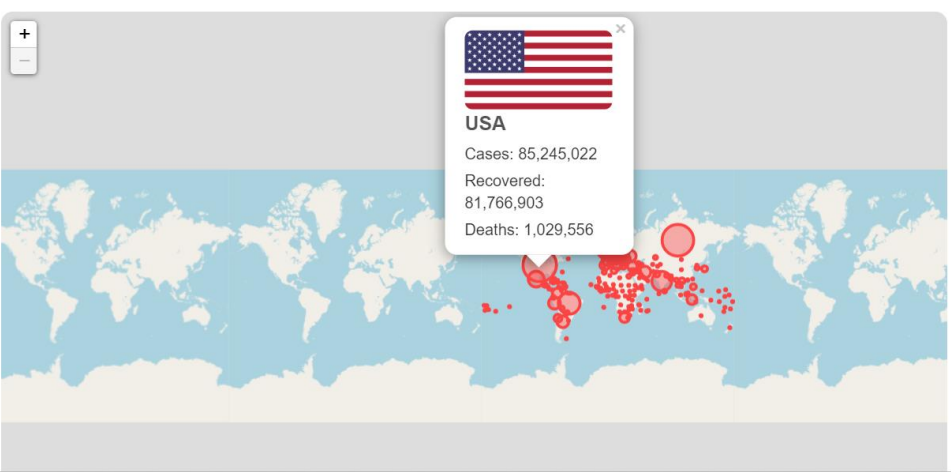 +
−
×
USA
Cases: 85,245,022
Recovered:
81,766,903
Deaths: 1,029,556